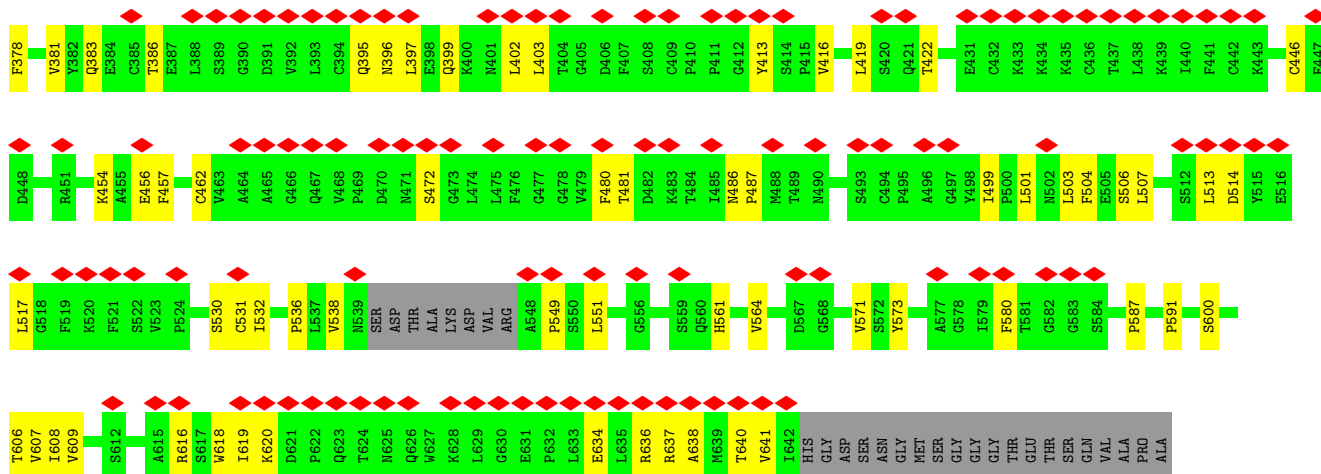 F378 V381 Y382 Q383 E384 C385 T386 E387 L388 S389 G390 D391 V392 L393 C394 Q395 N396 L397 E398 Q399 K400 N401 L402 L403 T404 G405 D406 F407 S408 C409 P410 P411 G412 Y413 S414 P415 V416 L419 S420 Q421 T422 E431 C432 K433 K434 K435 C436 T437 L438 K439 I440 F441 C442 K443 C446
D448 R451 K454 A455 E456 F457 C462 V463 A464 A465 G466 Q467 V468 P469 D470 N471 S472 G473 L474 L475 F476 G477 G478 V479 F480 T481 D482 K483 T484 I485 N486 P487 M488 T489 N490 S493 C494 P495 A496 G497 Y498 I499 P500 L501 N502 L503 F504 E505 S506 L507 S512 L513 D514 Y515 E516
L517 G518 F519 K520 F521 S522 V523 P524 S530 C531 I532 P536 L537 V538 N539 SER ASP THR ALA LYS ASP VAL ARG A548 P549 S550 L551 G556 S559 Q560 H561 V564 D567 G568 V571 S572 Y573 A577 G578 I579 F580 T581 G582 G583 S584 P587 P591 S600
T606 V607 I608 V609 S612 A615 R616 S617 W618 I619 K620 D621 P622 Q623 T624 N625 Q626 W627 K628 L629 G630 E631 P632 L633 E634 L635 R636 R637 A638 M639 T640 V641 I642 HIS GLY ASP SER ASN GLY MET SER GLY GLY GLY THR GLU THR SER GLN VAL ALA PRO ALA